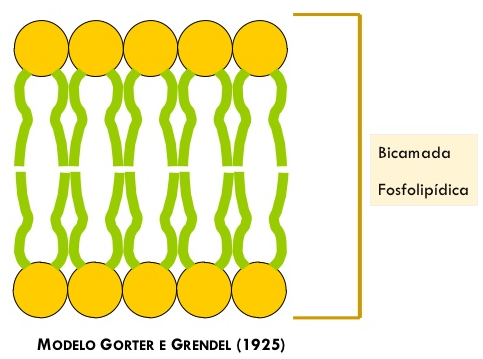 Bicamada
Fosfolipídica
MODELO GORTER E GRENDEL (1925)